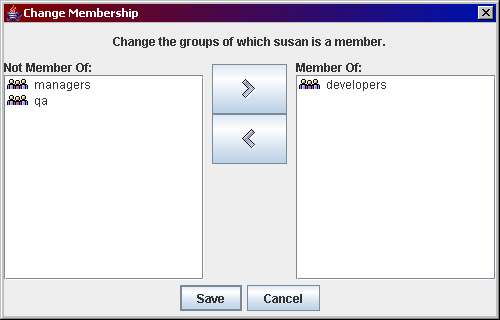 Change Membership
Change the groups of which susan is a member.
Not Member Of:
managers
qa
Member Of:
developers
Save
Cancel